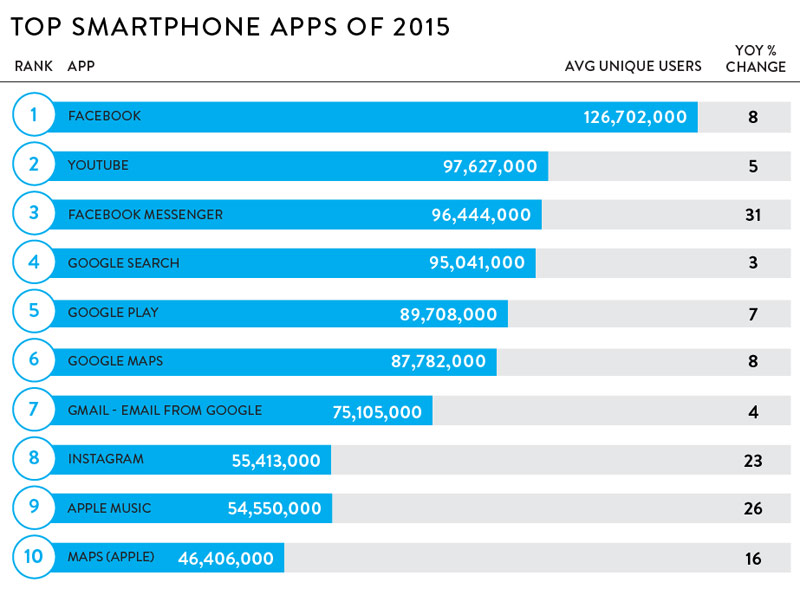 TOP SMARTPHONE APPS OF 2015
RANK APP AVG UNIQUE USERS YOY % CHANGE
1 FACEBOOK 126,702,000 8
2 YOUTUBE 97,627,000 5
3 FACEBOOK MESSENGER 96,444,000 31
4 GOOGLE SEARCH 95,041,000 3
5 GOOGLE PLAY 89,708,000 7
6 GOOGLE MAPS 87,782,000 8
7 GMAIL - EMAIL FROM GOOGLE 75,105,000 4
8 INSTAGRAM 55,413,000 23
9 APPLE MUSIC 54,550,000 26
10 MAPS (APPLE) 46,406,000 16